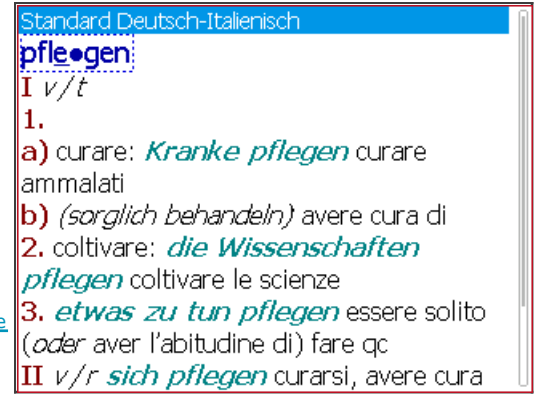 Standard Deutsch-Italienisch
pfle●gen
I v/t
1.
a) curare: Kranke pflegen curare
ammalati
b) (sorglich behandeln) avere cura di
2. coltivare: die Wissenschaften
pflegen coltivare le scienze
3. etwas zu tun pflegen essere solito
(oder aver l'abitudine di) fare qc
II v/r sich pflegen curarsi, avere cura
e